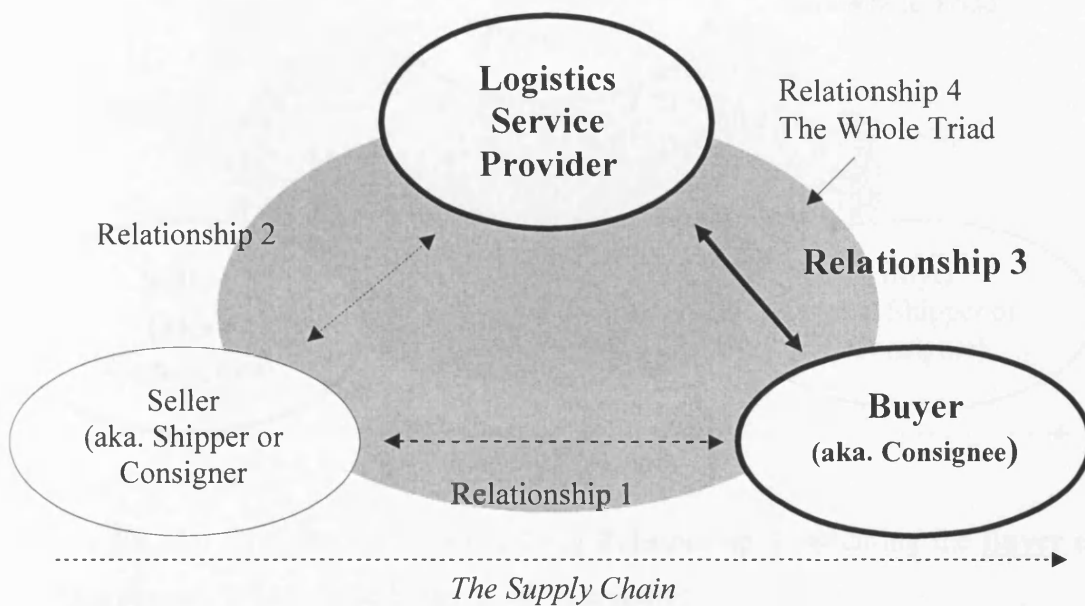 Logistics
Service
Provider
Relationship 4
The Whole Triad
Relationship 2
Relationship 3
Seller
(aka. Shipper or
Consigner
Buyer
(aka. Consignee)
Relationship 1
The Supply Chain